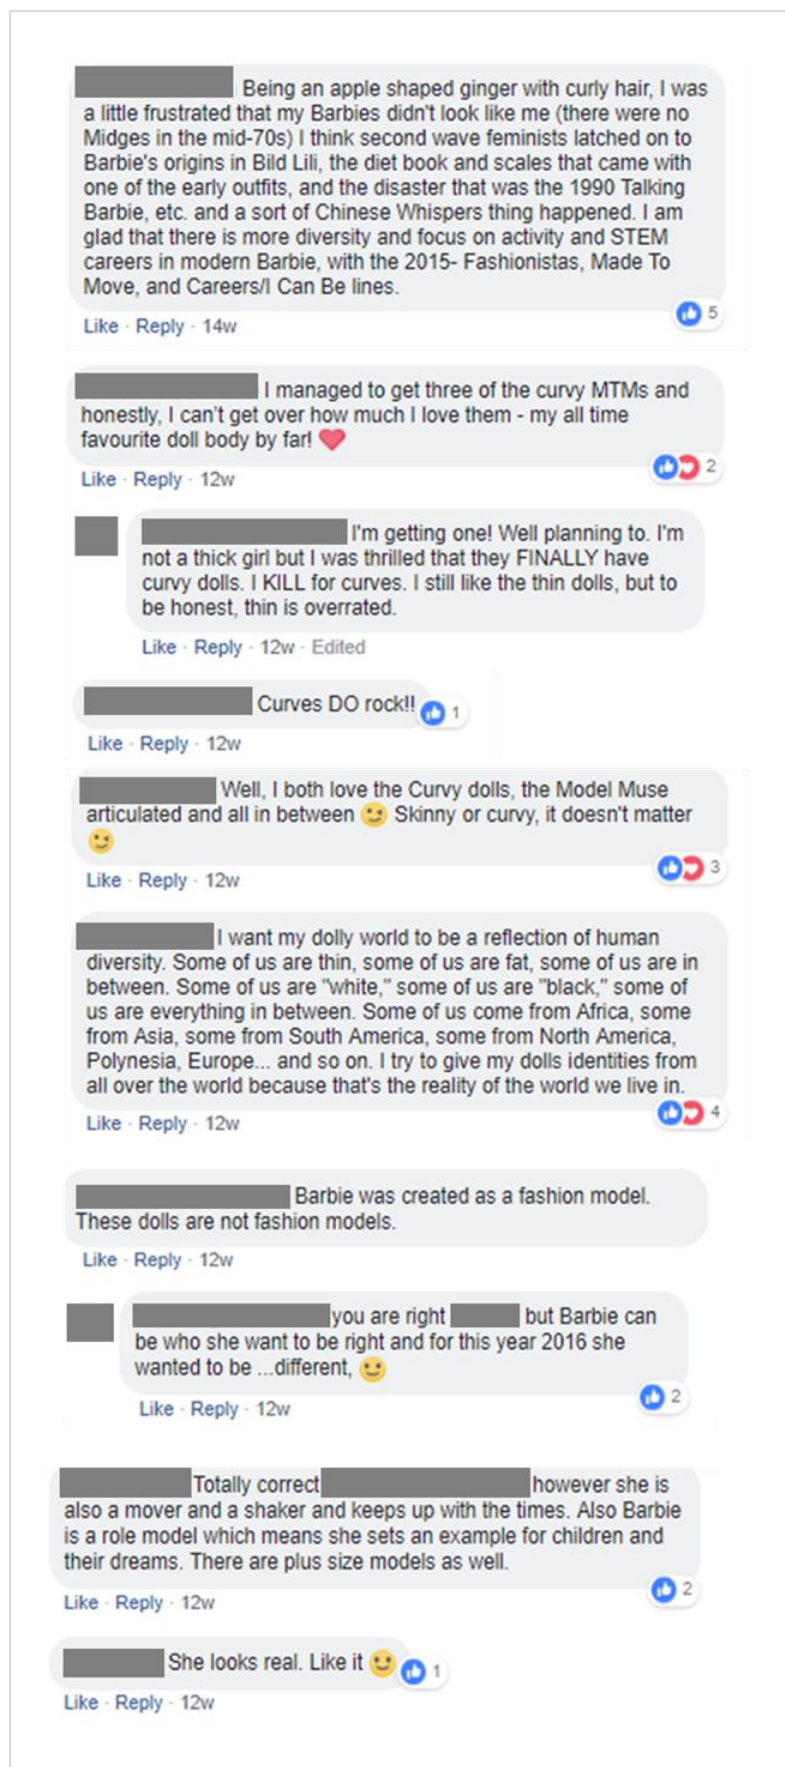 Being an apple shaped ginger with curly hair, I was
a little frustrated that my Barbies didn't look like me (there were no
Midges in the mid-70s) I think second wave feminists latched on to
Barbie's origins in Bild Lili, the diet book and scales that came with
one of the early outfits, and the disaster that was the 1990 Talking
Barbie, etc. and a sort of Chinese Whispers thing happened. I am
glad that there is more diversity and focus on activity and STEM
careers in modern Barbie, with the 2015- Fashionistas, Made To
Move, and Careers/I Can Be lines.
5
Like · Reply · 14w
I managed to get three of the curvy MTMs and
honestly, I can't get over how much I love them - my all time
favourite doll body by far! ❤
2
Like · Reply · 12w
I'm getting one! Well planning to. I'm
not a thick girl but I was thrilled that they FINALLY have
curvy dolls. I KILL for curves. I still like the thin dolls, but to
be honest, thin is overrated.
Like · Reply · 12w · Edited
Curves DO rock!! 1
Like · Reply · 12w
Well, I both love the Curvy dolls, the Model Muse
articulated and all in between 😉 Skinny or curvy, it doesn't matter
😉
3
Like · Reply · 12w
I want my dolly world to be a reflection of human
diversity. Some of us are thin, some of us are fat, some of us are in
between. Some of us are "white," some of us are "black," some of
us are everything in between. Some of us come from Africa, some
from Asia, some from South America, some from North America,
Polynesia, Europe... and so on. I try to give my dolls identities from
all over the world because that's the reality of the world we live in.
4
Like · Reply · 12w
Barbie was created as a fashion model.
These dolls are not fashion models.
Like · Reply · 12w
you are right but Barbie can
be who she want to be right and for this year 2016 she
wanted to be ...different, 🙂
2
Like · Reply · 12w
Totally correct however she is
also a mover and a shaker and keeps up with the times. Also Barbie
is a role model which means she sets an example for children and
their dreams. There are plus size models as well.
2
Like · Reply · 12w
She looks real. Like it 🙂 1
Like · Reply · 12w